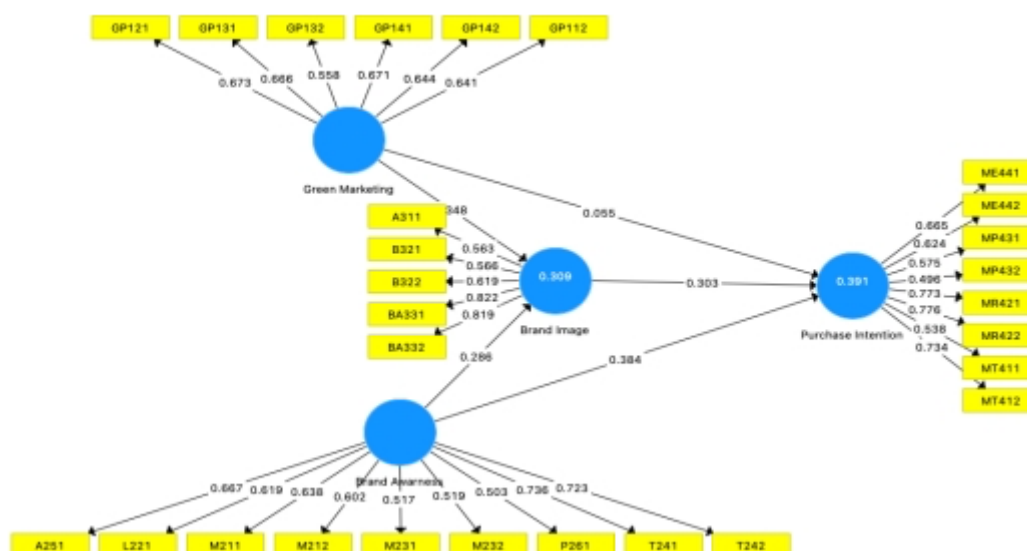 GP121 GP131 GP132 GP141 GP142 GP112
0.673 0.666 0.558 0.671 0.644 0.641
Green Marketing
ME441
ME442
MP431
MP432
MR421
MR422
MT411
MT412
0.665
0.624
0.575
0.496
0.773
0.776
0.538
0.734
0.391
Purchase Intention
0.055
348
A311
B321
B322
BA331
BA332
0.563
0.566
0.619
0.822
0.819
0.309
Brand Image
0.303
0.286
0.384
Brand Awarness
0.667 0.619 0.638 0.602 0.517 0.519 0.503 0.736 0.723
A251 L221 M211 M212 M231 M232 P261 T241 T242